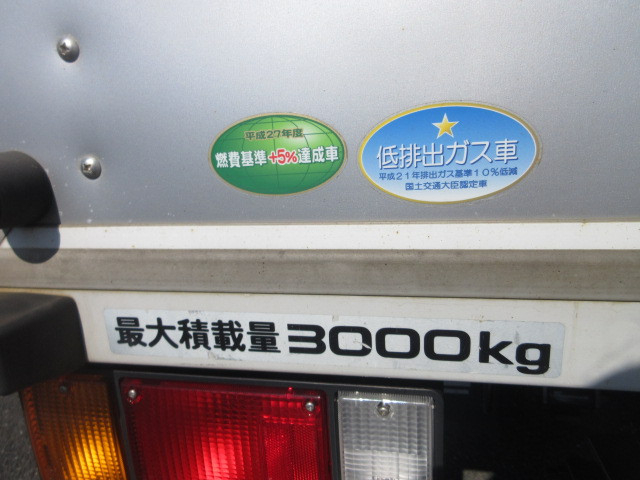 平成27年度
燃費基準+5%達成車
低排出ガス車
平成21年排出ガス基準10%低減
国土交通大臣認定車
最大積載量3000kg